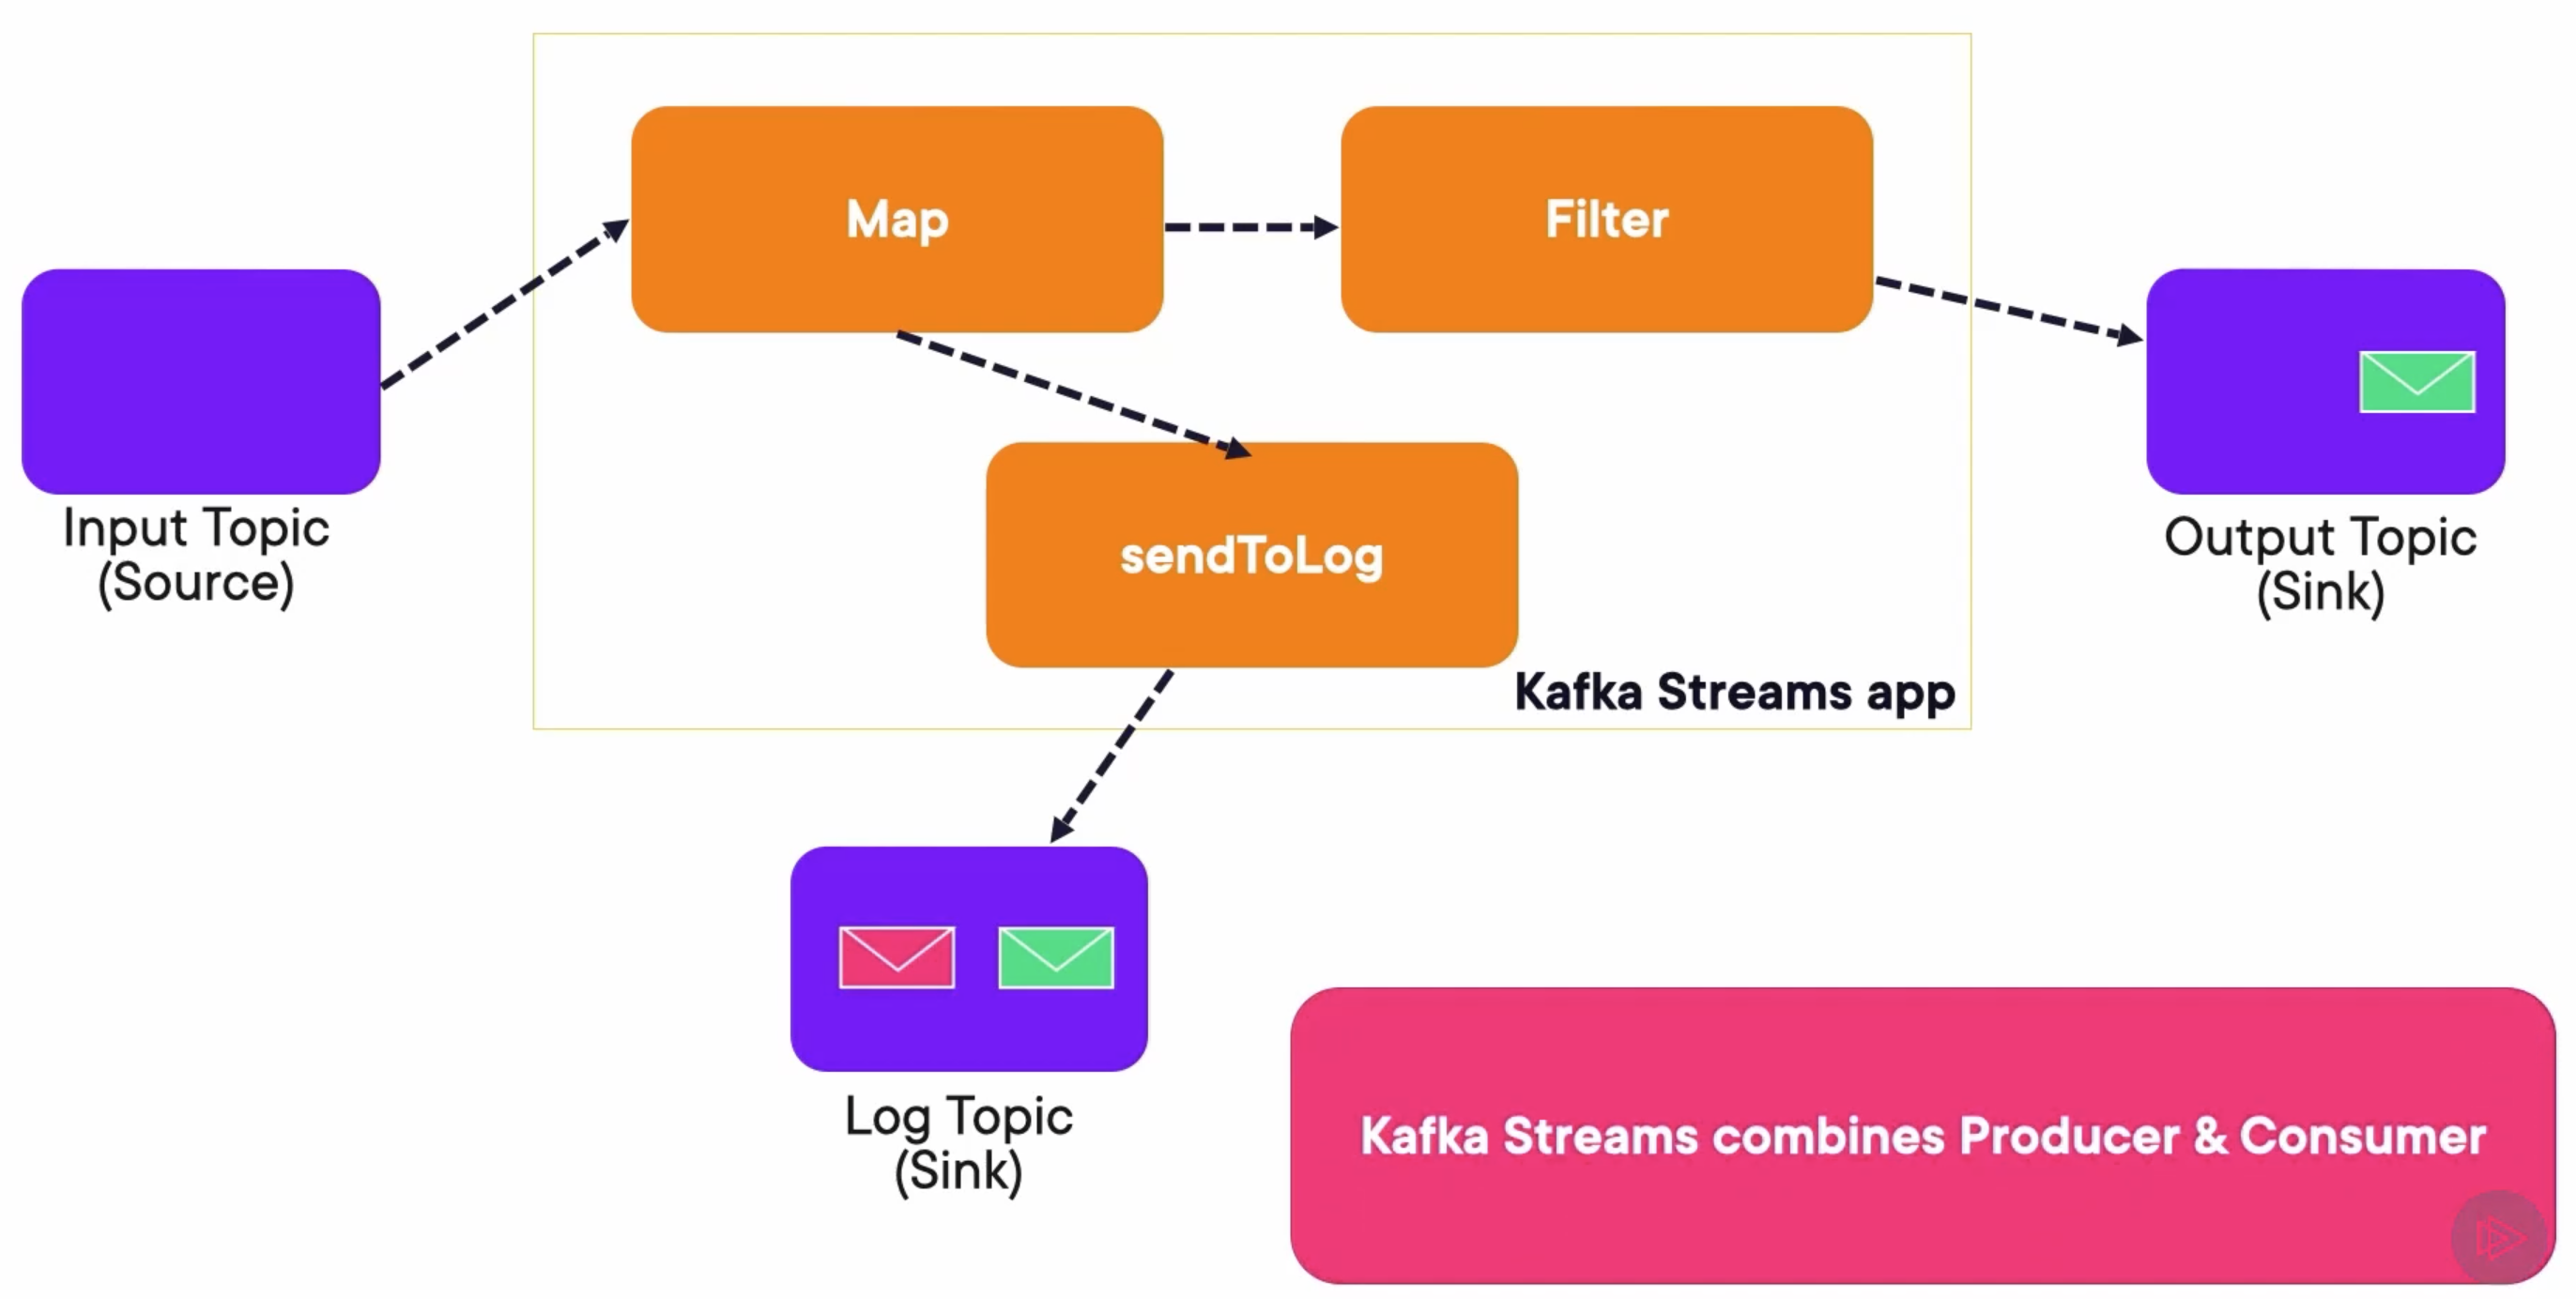 Map
Filter
Input Topic
(Source)
sendToLog
Output Topic
(Sink)
Kafka Streams app
Log Topic
(Sink)
Kafka Streams combines Producer & Consumer